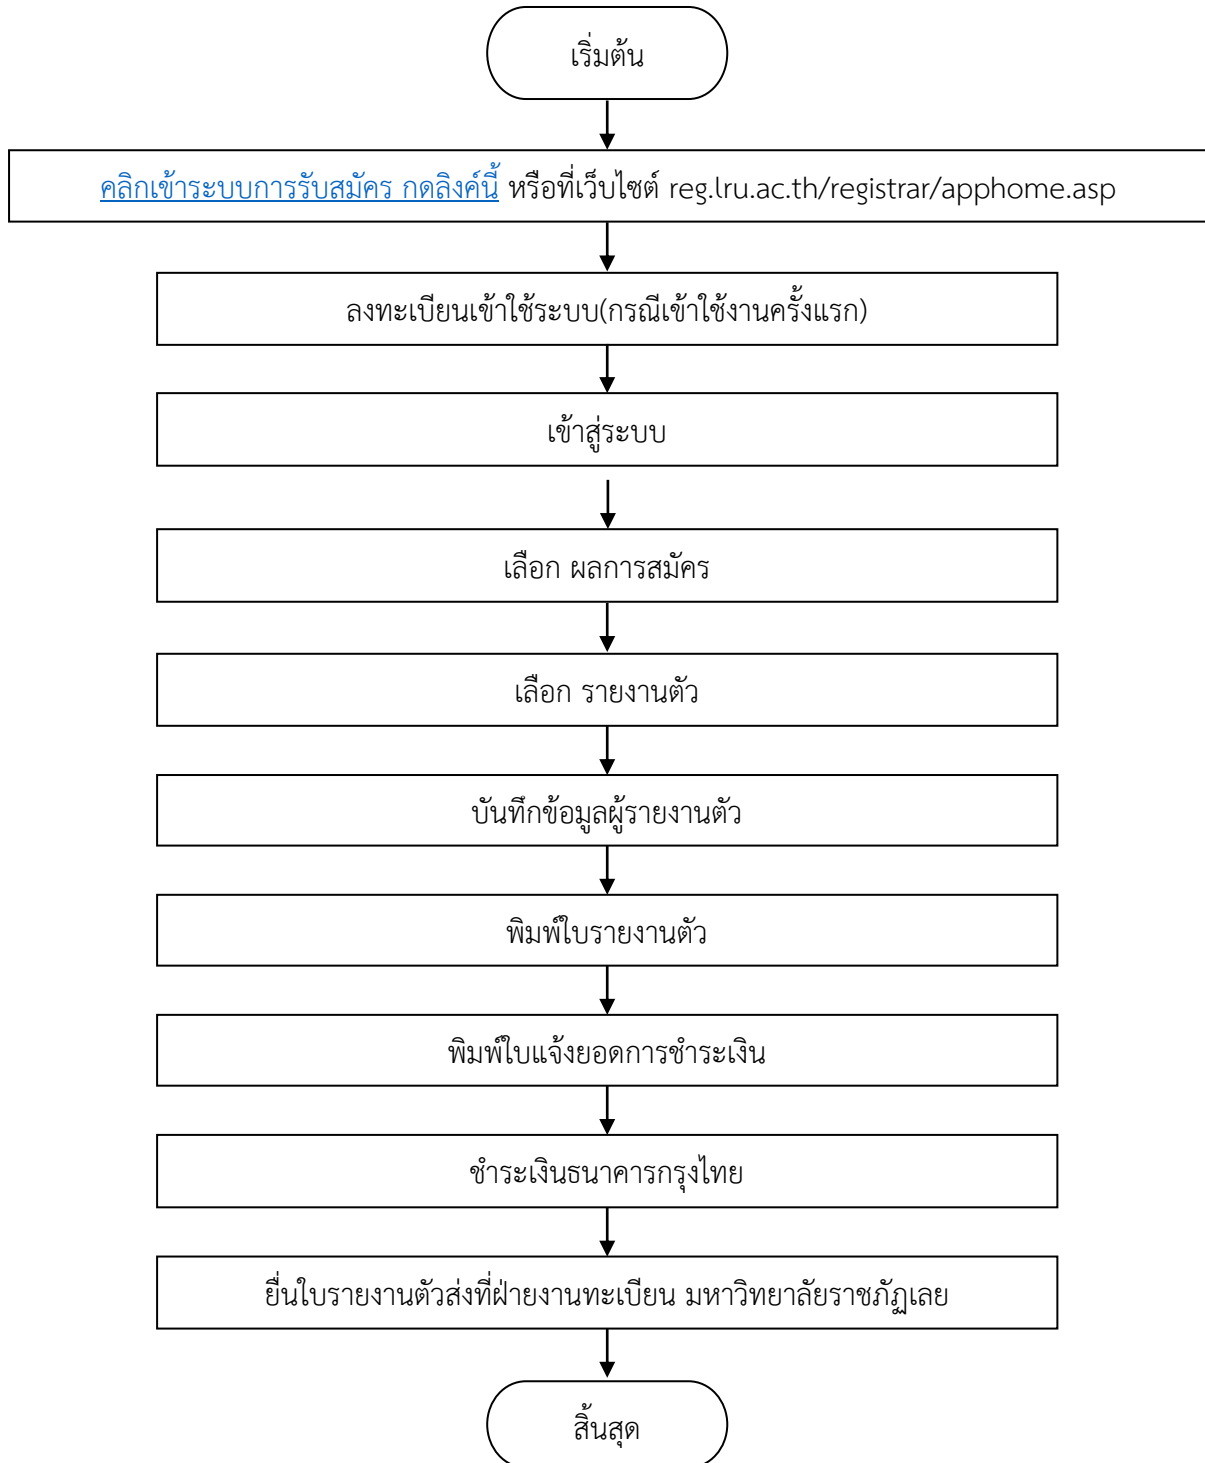 เริ่มต้น
คลิกเข้าระบบการรับสมัคร กดลิงค์นี้ หรือที่เว็บไซต์ reg.lru.ac.th/registrar/apphome.asp
ลงทะเบียนเข้าใช้ระบบ(กรณีเข้าใช้งานครั้งแรก)
เข้าสู่ระบบ
เลือก ผลการสมัคร
เลือก รายงานตัว
บันทึกข้อมูลผู้รายงานตัว
พิมพ์ใบรายงานตัว
พิมพ์ใบแจ้งยอดการชำระเงิน
ชำระเงินธนาคารกรุงไทย
ยื่นใบรายงานตัวส่งที่ฝ่ายงานทะเบียน มหาวิทยาลัยราชภัฏเลย
สิ้นสุด